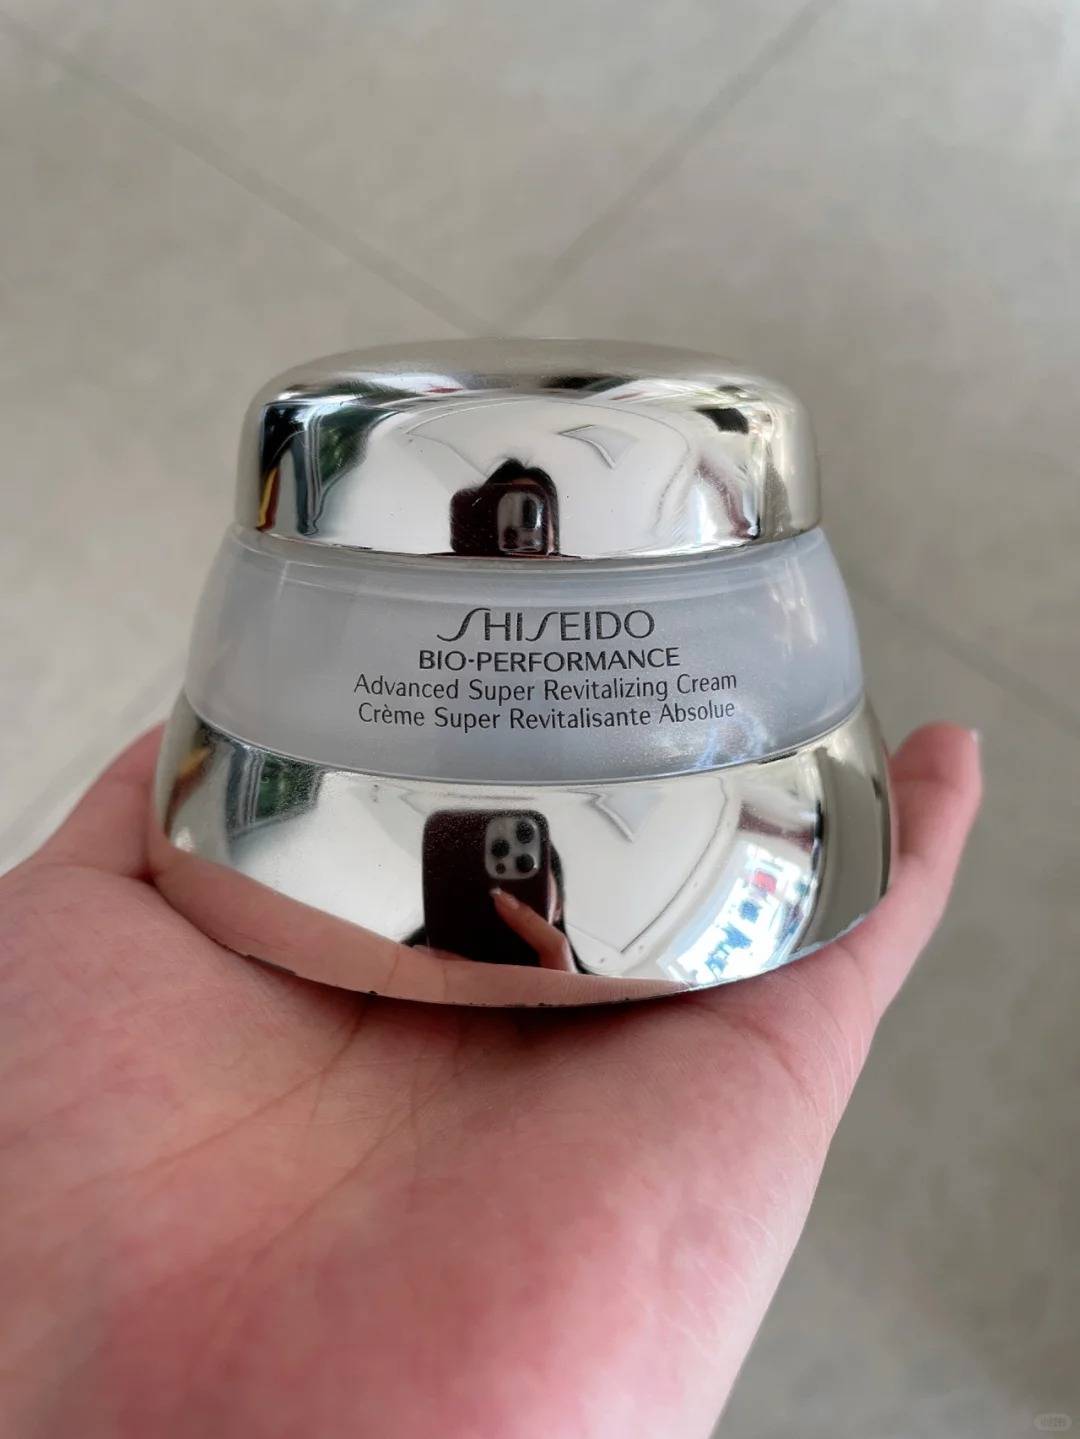 SHISEIDO
BIO-PERFORMANCE
Advanced Super Revitalizing Cream
Crème Super Revitalisante Absolue